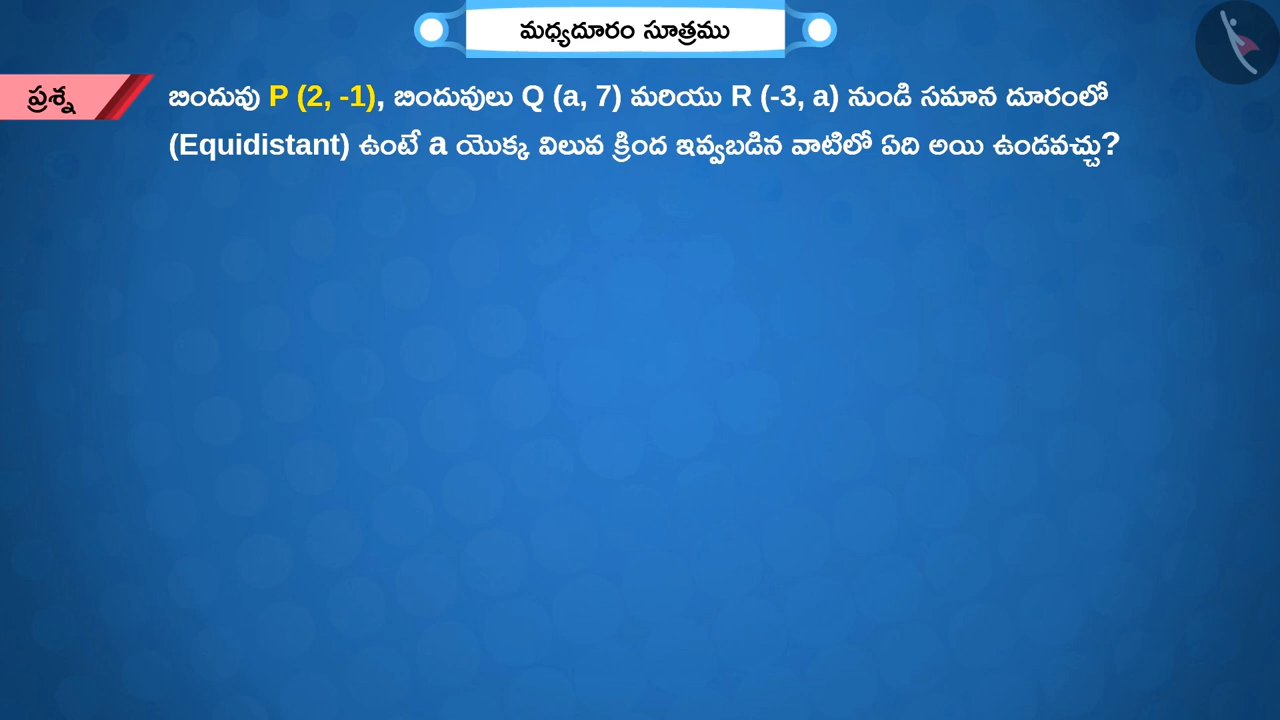 మధ్యదూరం సూత్రము
ప్రశ్న
బిందువు P (2, -1), బిందువులు Q (a, 7) మరియు R (-3, a) నుండి సమాన దూరంలో
(Equidistant) ఉంటే a యొక్క విలువ క్రింద ఇవ్వబడిన వాటిలో ఏది అయి ఉండవచ్చు?